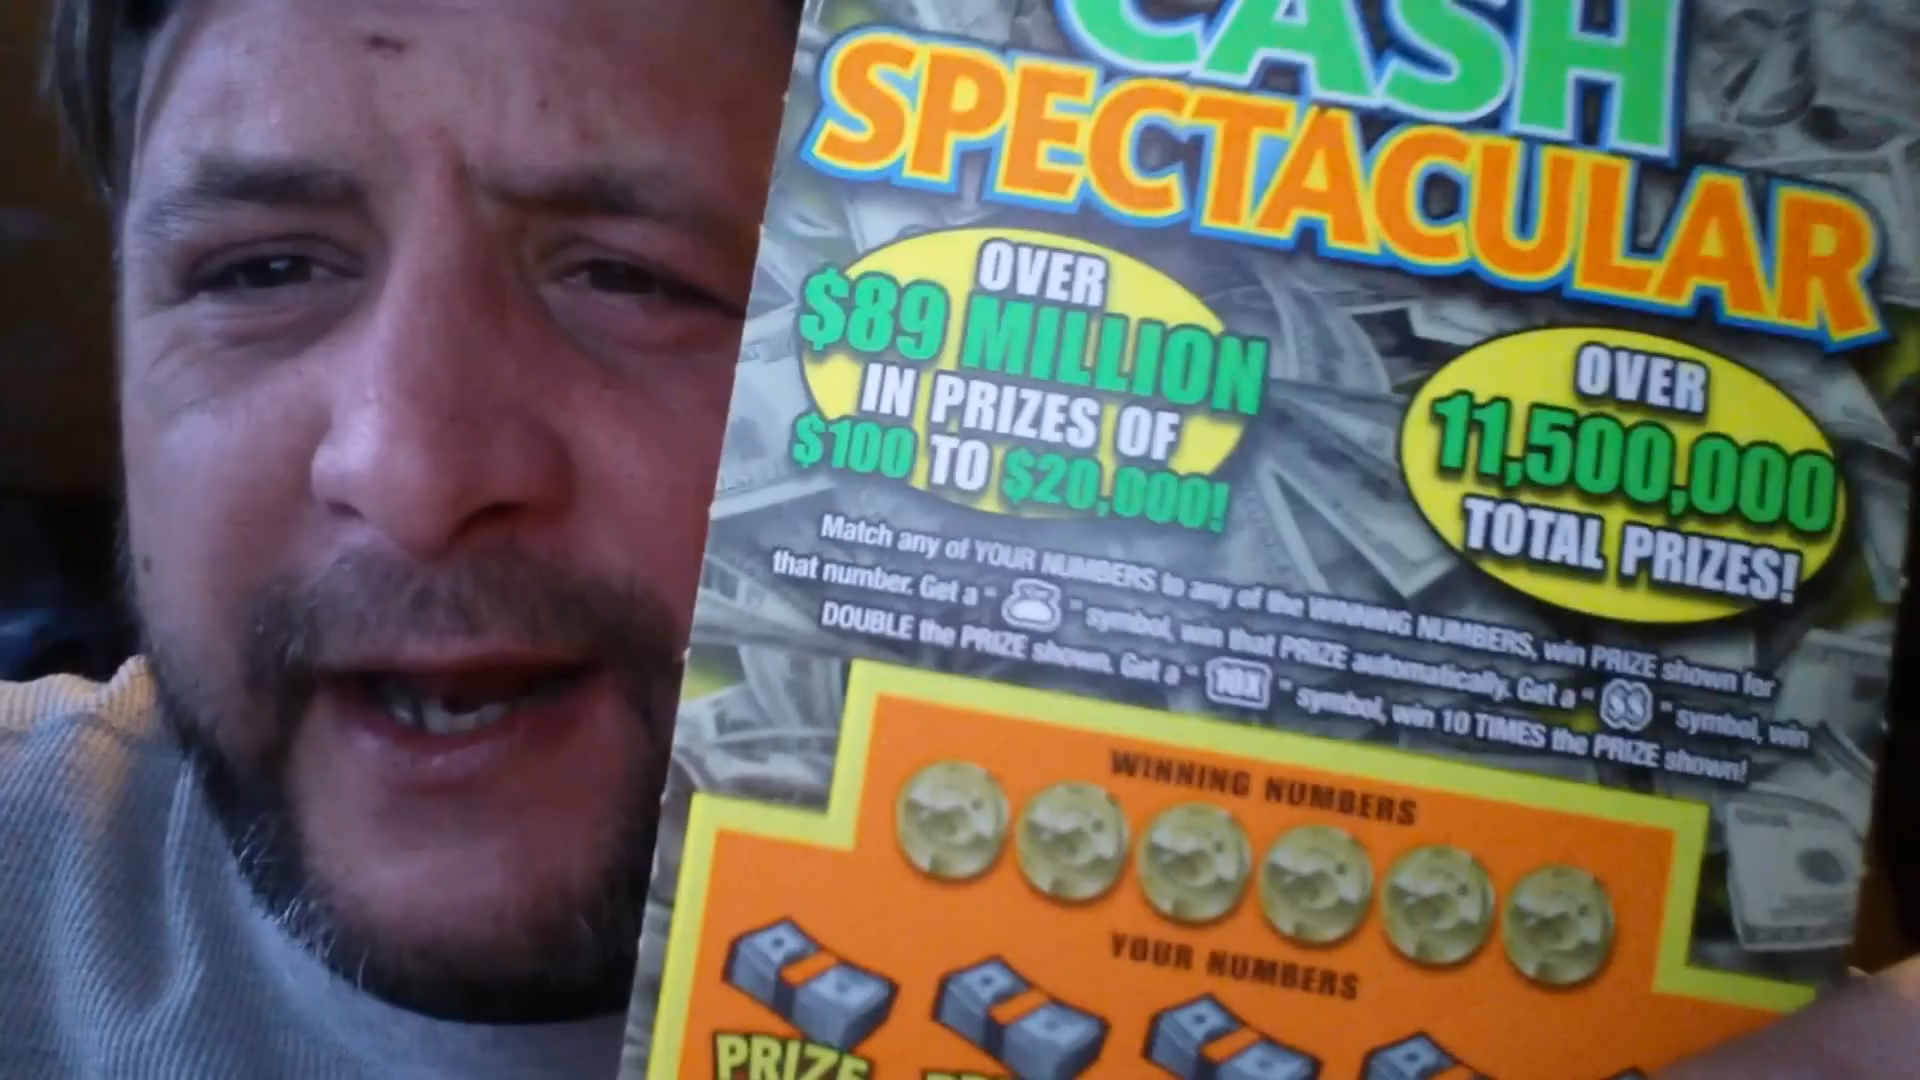 CASH
SPECTACULAR
OVER
$89 MILLION
IN PRIZES OF
$100 TO $20,000!
OVER
11,500,000
TOTAL PRIZES!
Match any of YOUR NUMBERS to any of the WINNING NUMBERS, win PRIZE shown for
that number. Get a " " symbol, win that PRIZE automatically. Get a "$$" symbol, win
DOUBLE the PRIZE shown. Get a "10X" symbol, win 10 TIMES the PRIZE shown!
WINNING NUMBERS
YOUR NUMBERS
PRIZE